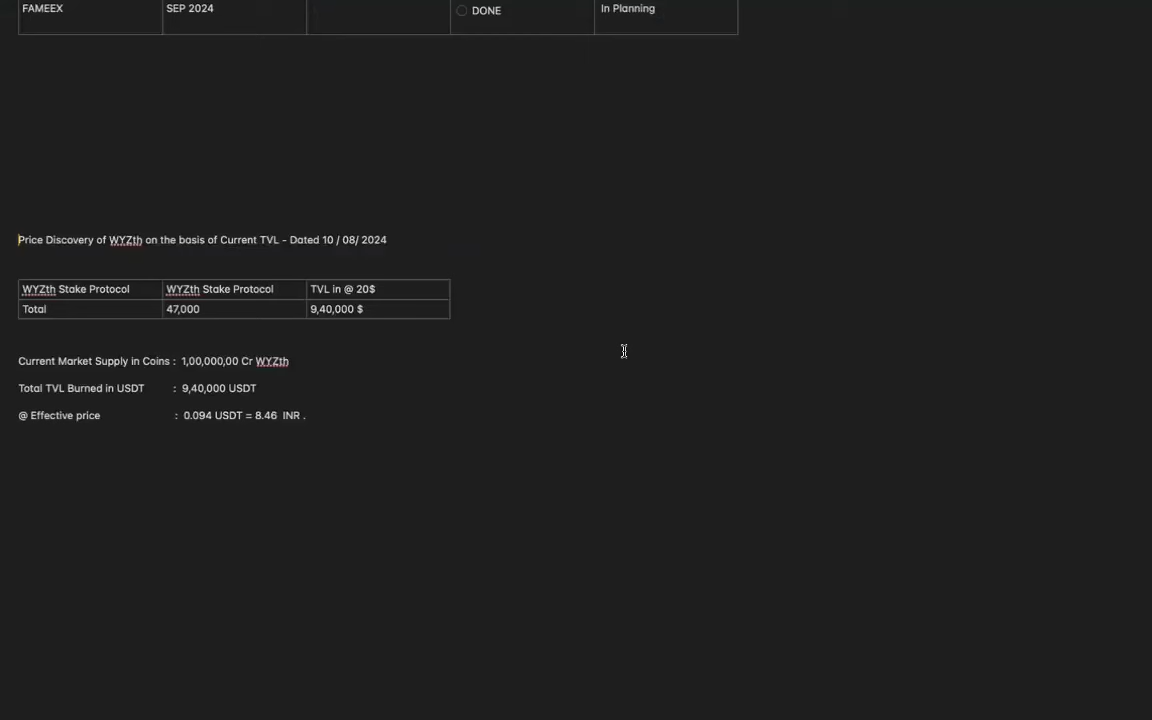 FAMEEX SEP 2024 DONE In Planning
Price Discovery of WYZth on the basis of Current TVL - Dated 10 / 08/ 2024
WYZth Stake Protocol WYZth Stake Protocol TVL in @ 20$
Total 47,000 9,40,000 $
Current Market Supply in Coins : 1,00,000,00 Cr WYZth
Total TVL Burned in USDT : 9,40,000 USDT
@ Effective price : 0.094 USDT = 8.46 INR .